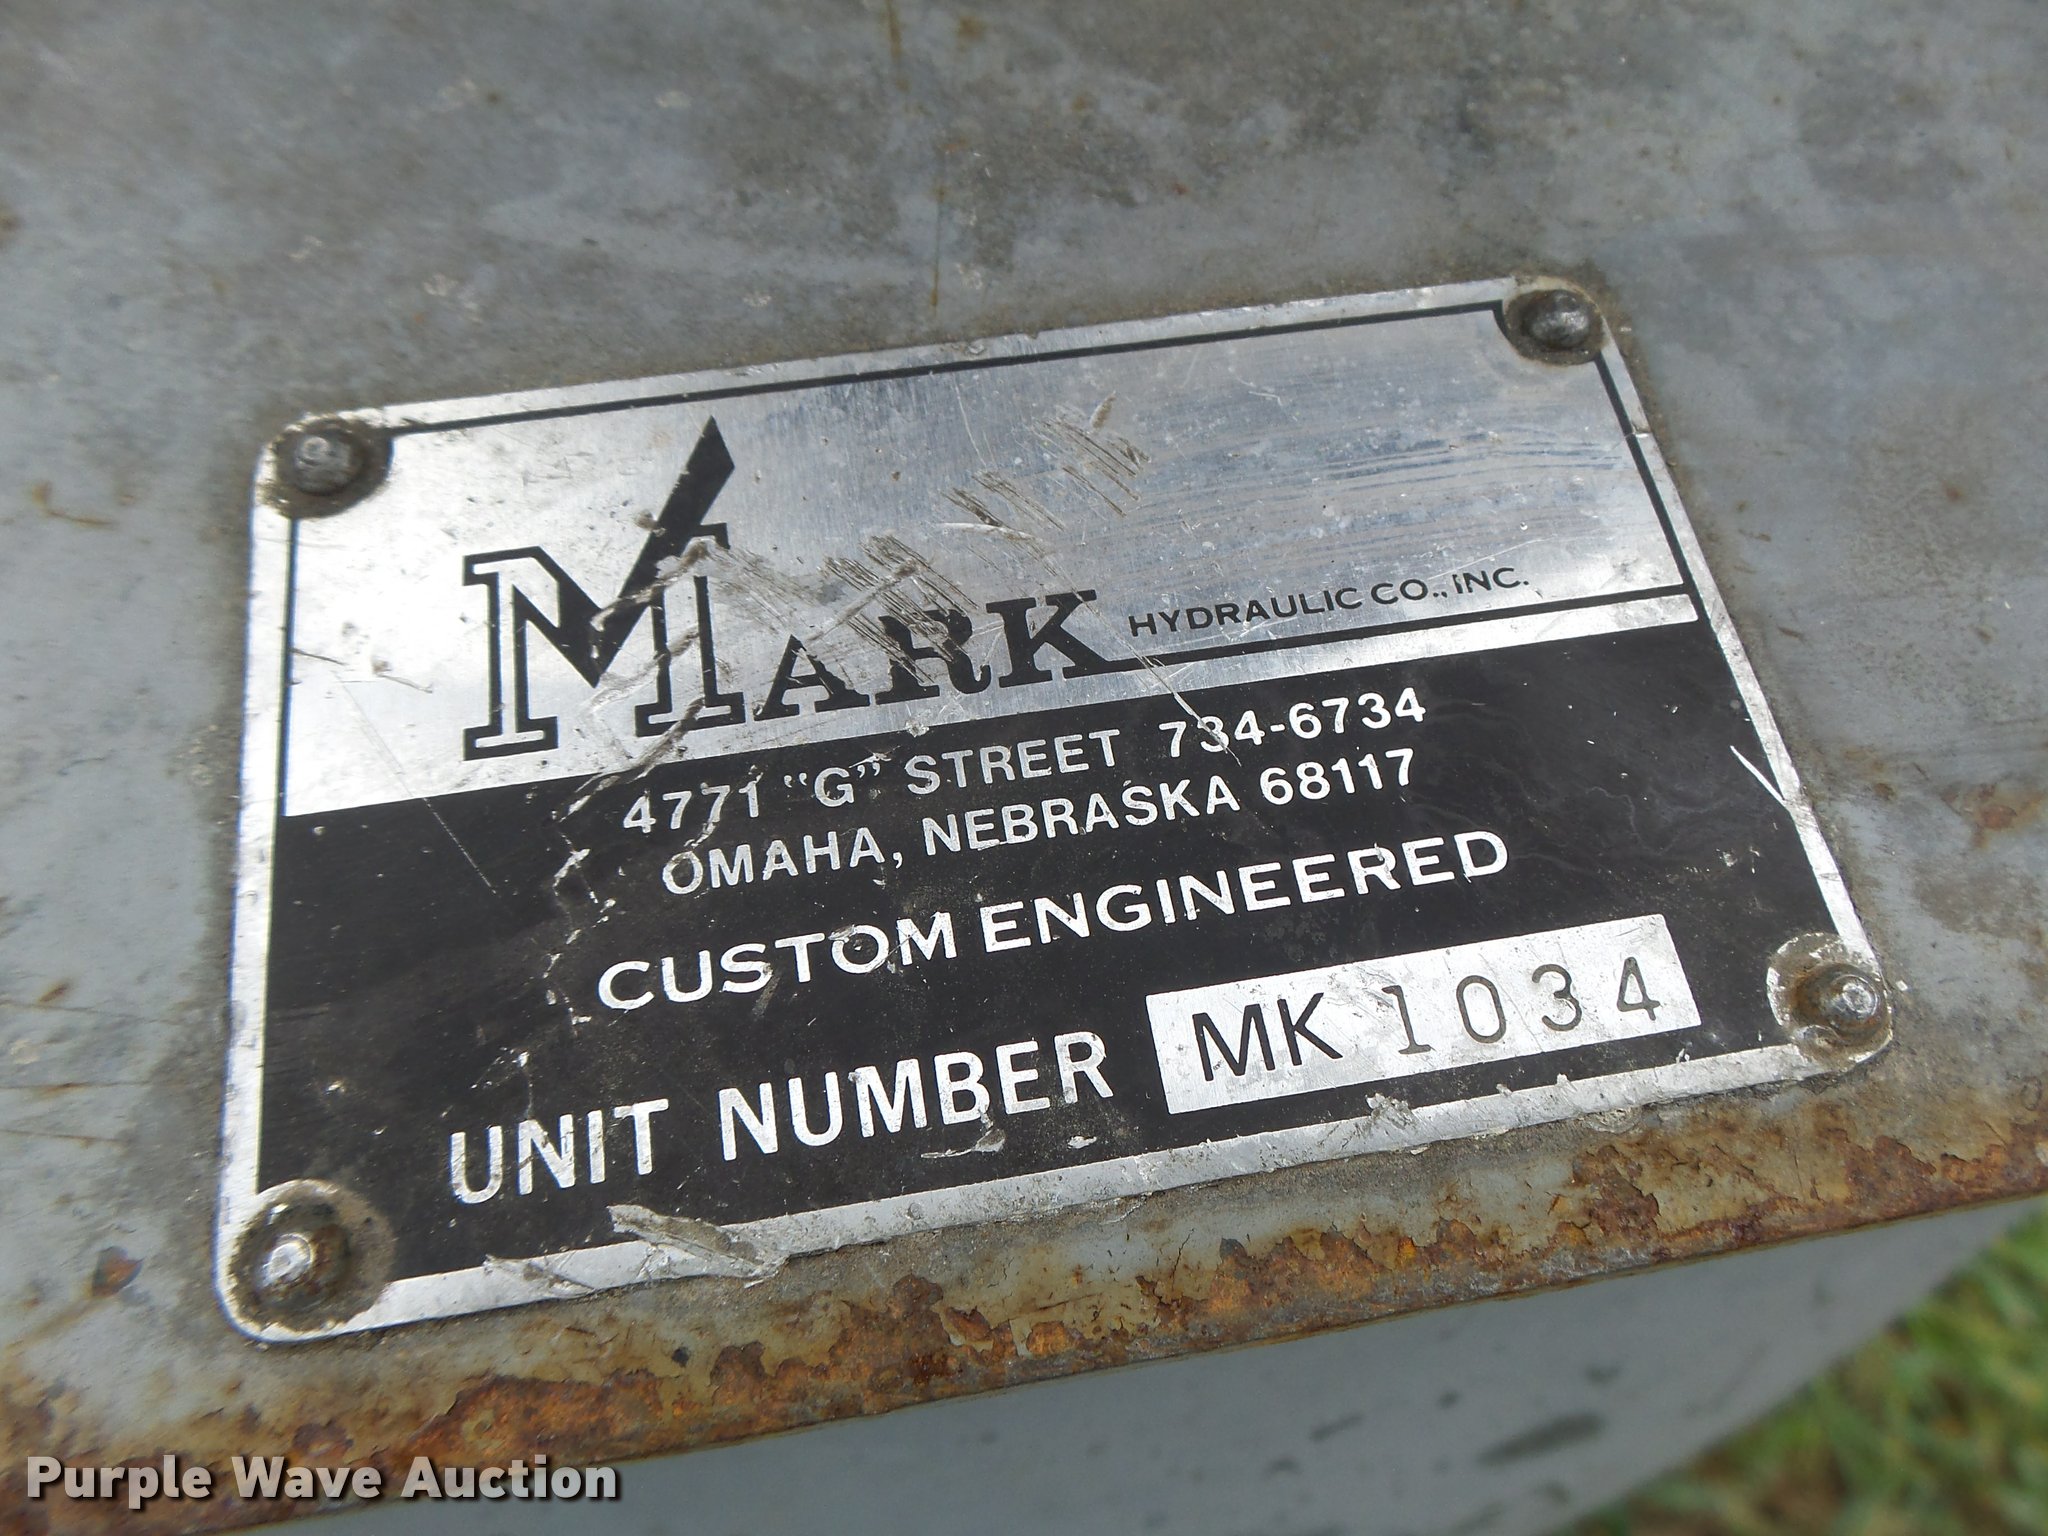 MARK HYDRAULIC CO., INC.
4771 "G" STREET 734-6734
OMAHA, NEBRASKA 68117
CUSTOM ENGINEERED
UNIT NUMBER MK 1034
Purple Wave Auction